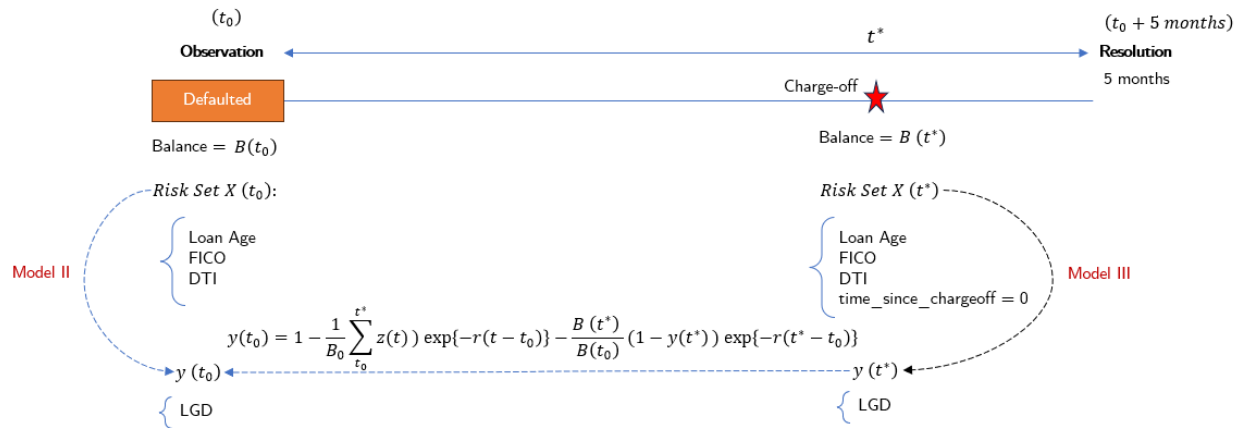 (t₀)
t*
(t₀ + 5 months)
Observation
Resolution
5 months
Defaulted
Charge-off
Balance = B(t₀)
Balance = B (t*)
Risk Set X (t₀):
Risk Set X (t*)
Loan Age
FICO
DTI
Model II
Loan Age
FICO
DTI
time_since_chargeoff = 0
Model III
y(t₀) = 1 − 1/B₀ ∑_{t₀}^{t*} z(t) ) exp{−r(t − t₀)} − B (t*)/B(t₀) (1 − y(t*) ) exp{−r(t* − t₀)}
y (t₀)
y (t*)
LGD
LGD